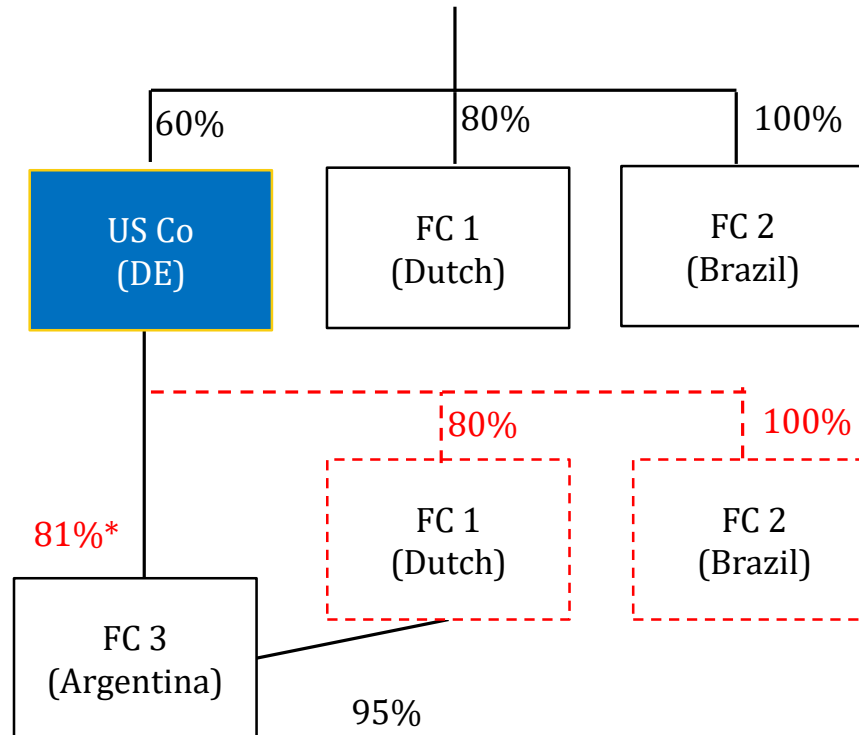 60%
80%
100%
US Co
(DE)
FC 1
(Dutch)
FC 2
(Brazil)
80%
100%
81%*
FC 1
(Dutch)
FC 2
(Brazil)
FC 3
(Argentina)
95%